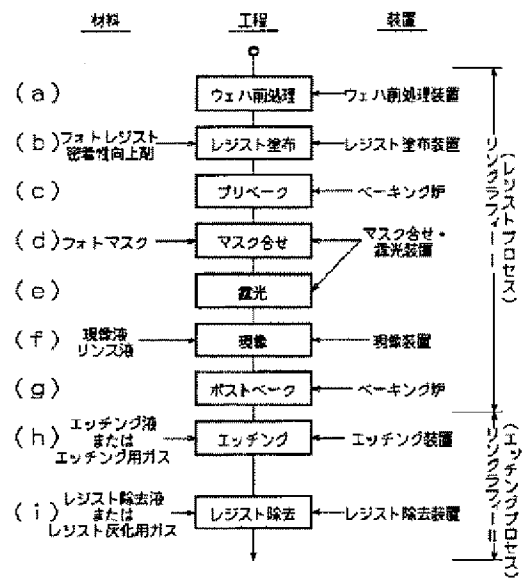 材料 工程 装置
(a) ウェハ前処理 ウェハ前処理装置
(b) フォトレジスト
密着性向上剤 レジスト塗布 レジスト塗布装置
(c) プリベーク ベーキング炉
(d) フォトマスク マスク合せ マスク合せ・
露光装置
(e) 露光
(f) 現像液
リンス液 現像 現像装置
(g) ポストベーク ベーキング炉
(h) エッチング液
または
エッチング用ガス エッチング エッチング装置
(i) レジスト除去液
または
レジスト灰化用ガス レジスト除去 レジスト除去装置
リソグラフィーI
(レジストプロセス)
リソグラフィーII
(エッチングプロセス)